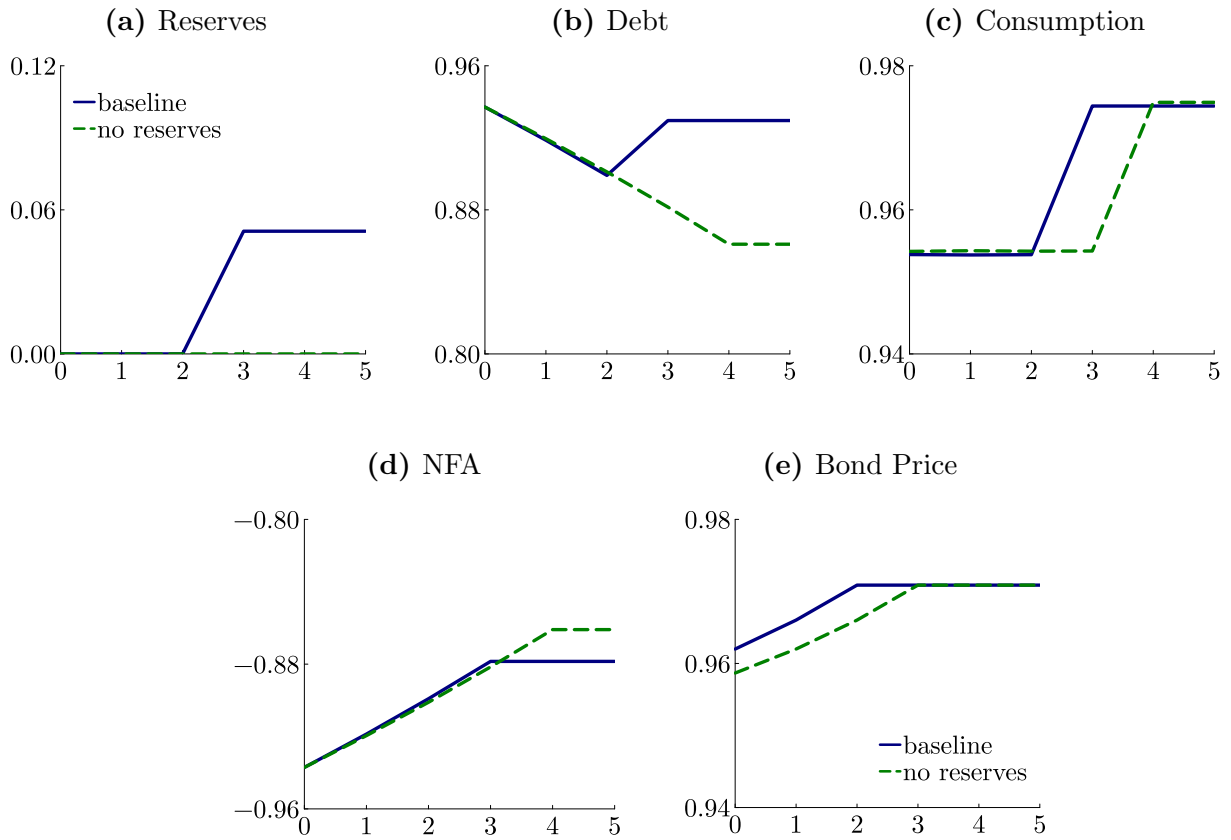 (a) Reserves
(b) Debt
(c) Consumption
0.12
0.06
0.00
baseline
no reserves
0 1 2 3 4 5
0.96
0.88
0.80
0 1 2 3 4 5
0.98
0.96
0.94
0 1 2 3 4 5
(d) NFA
(e) Bond Price
−0.80
−0.88
−0.96
0 1 2 3 4 5
0.98
0.96
0.94
baseline
no reserves
0 1 2 3 4 5